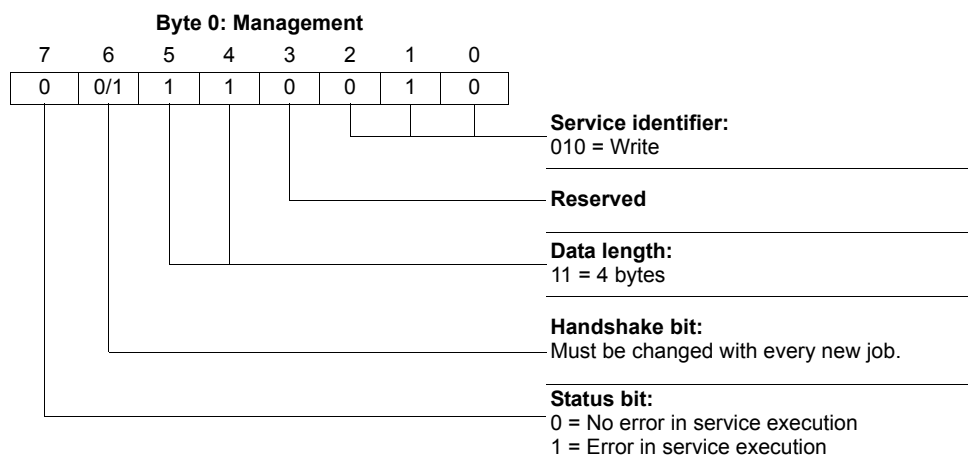 Byte 0: Management
7 6 5 4 3 2 1 0
0 0/1 1 1 0 0 1 0
Service identifier:
010 = Write
Reserved
Data length:
11 = 4 bytes
Handshake bit:
Must be changed with every new job.
Status bit:
0 = No error in service execution
1 = Error in service execution